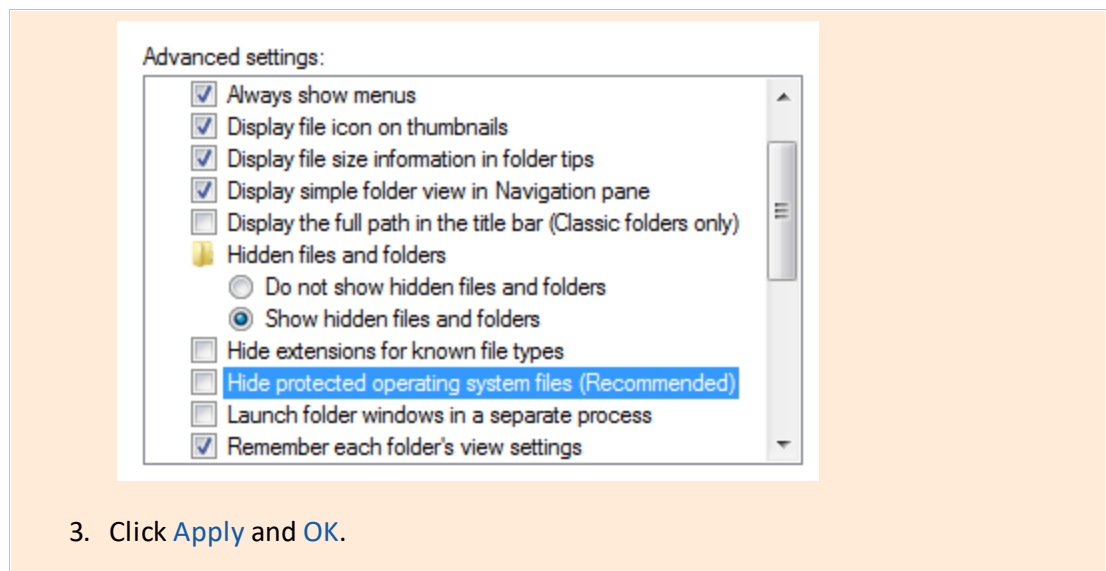 Advanced settings:
Always show menus
Display file icon on thumbnails
Display file size information in folder tips
Display simple folder view in Navigation pane
Display the full path in the title bar (Classic folders only)
Hidden files and folders
Do not show hidden files and folders
Show hidden files and folders
Hide extensions for known file types
Hide protected operating system files (Recommended)
Launch folder windows in a separate process
Remember each folder's view settings
3. Click Apply and OK.